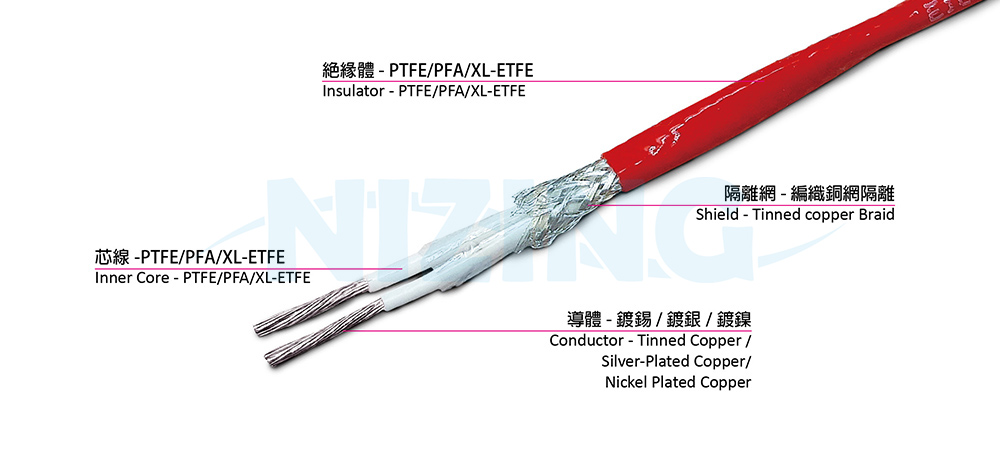 絕緣體 - PTFE/PFA/XL-ETFE
Insulator - PTFE/PFA/XL-ETFE
隔離網 - 編織銅網隔離
Shield - Tinned copper Braid
NIZING
芯線 -PTFE/PFA/XL-ETFE
Inner Core - PTFE/PFA/XL-ETFE
導體 - 鍍錫 / 鍍銀 / 鍍鎳
Conductor - Tinned Copper /
Silver-Plated Copper/
Nickel Plated Copper